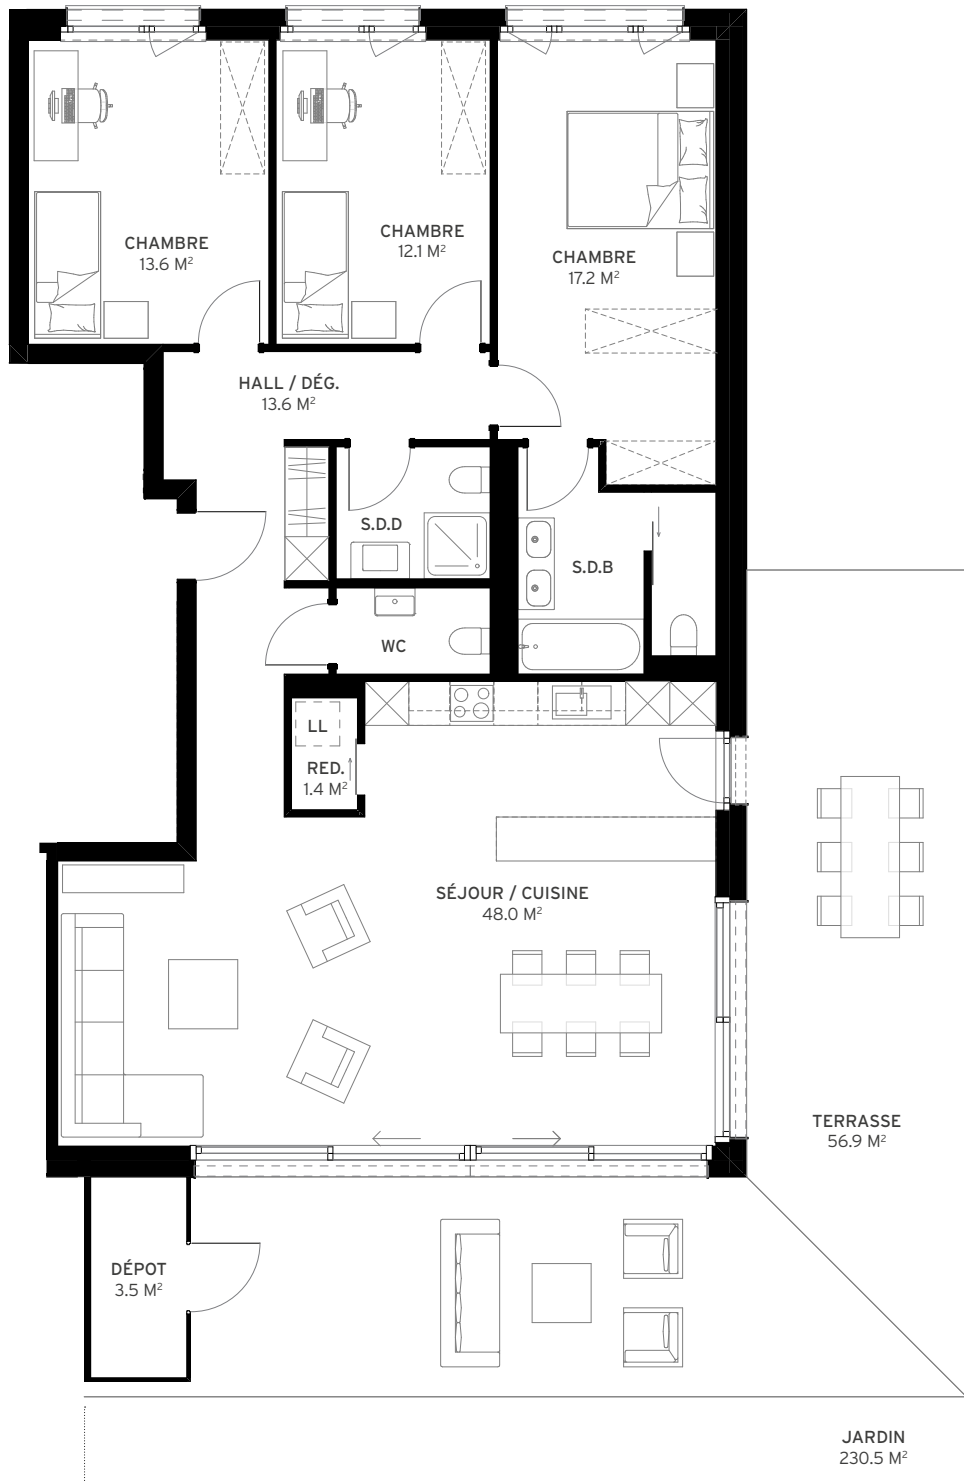 CHAMBRE
13.6 M²
CHAMBRE
12.1 M²
CHAMBRE
17.2 M²
HALL / DÉG.
13.6 M²
S.D.D
S.D.B
WC
LL
RED.
1.4 M²
SÉJOUR / CUISINE
48.0 M²
TERRASSE
56.9 M²
DÉPOT
3.5 M²
JARDIN
230.5 M²